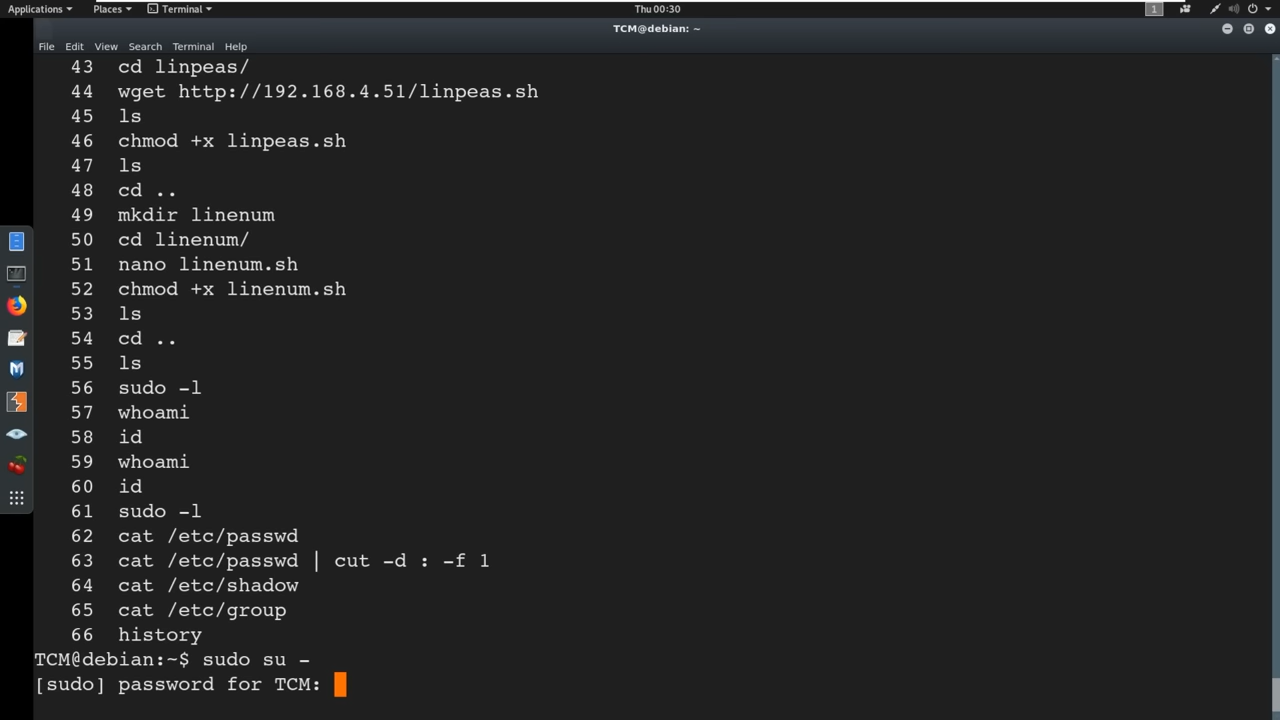 Applications Places Terminal Thu 00:30 1
TCM@debian: ~
File Edit View Search Terminal Help
43 cd linpeas/
44 wget http://192.168.4.51/linpeas.sh
45 ls
46 chmod +x linpeas.sh
47 ls
48 cd ..
49 mkdir linenum
50 cd linenum/
51 nano linenum.sh
52 chmod +x linenum.sh
53 ls
54 cd ..
55 ls
56 sudo -l
57 whoami
58 id
59 whoami
60 id
61 sudo -l
62 cat /etc/passwd
63 cat /etc/passwd | cut -d : -f 1
64 cat /etc/shadow
65 cat /etc/group
66 history
TCM@debian:~$ sudo su -
[sudo] password for TCM: